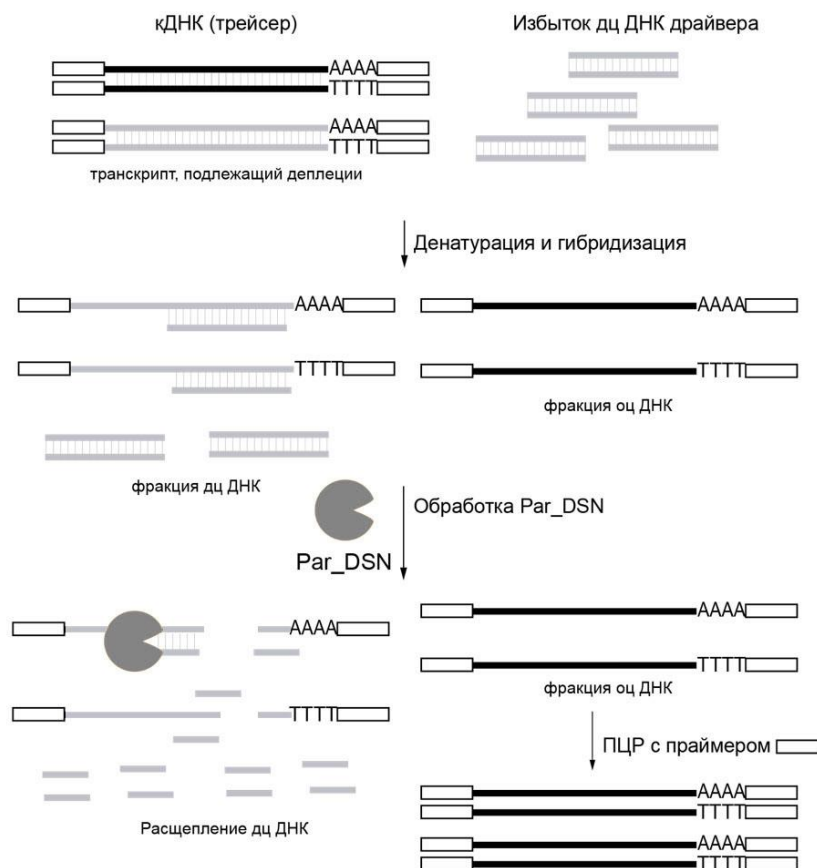 кДНК (трейсер)
Избыток дц ДНК драйвера
AAAA
TTTT
AAAA
TTTT
транскрипт, подлежащий деплеции
Денатурация и гибридизация
AAAA
AAAA
TTTT
TTTT
фракция оц ДНК
фракция дц ДНК
Обработка Par_DSN
Par_DSN
AAAA
AAAA
TTTT
TTTT
фракция оц ДНК
ПЦР с праймером
Расщепление дц ДНК
AAAA
TTTT
AAAA
TTTT